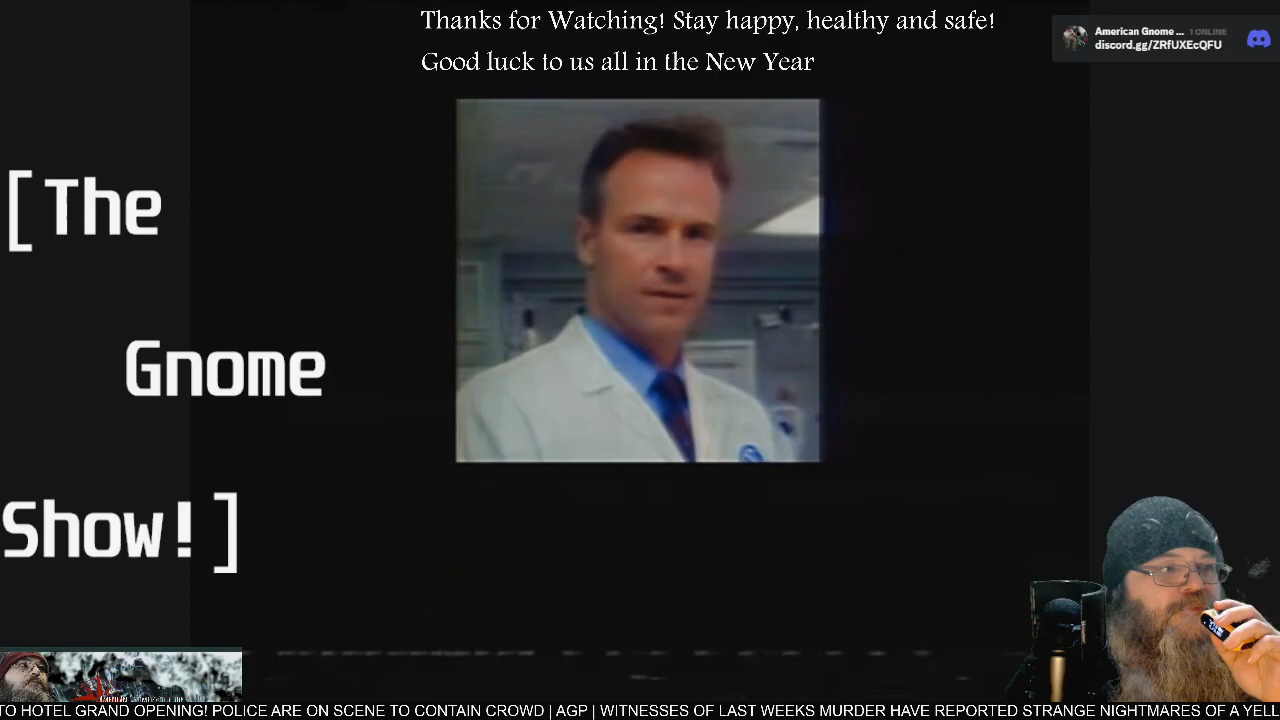 Thanks for Watching! Stay happy, healthy and safe!
Good luck to us all in the New Year
American Gnome ... 1 ONLINE
discord.gg/ZRfUXEcQFU
[The
Gnome
Show!]
TO HOTEL GRAND OPENING! POLICE ARE ON SCENE TO CONTAIN CROWD | AGP | WITNESSES OF LAST WEEKS MURDER HAVE REPORTED STRANGE NIGHTMARES OF A YELL